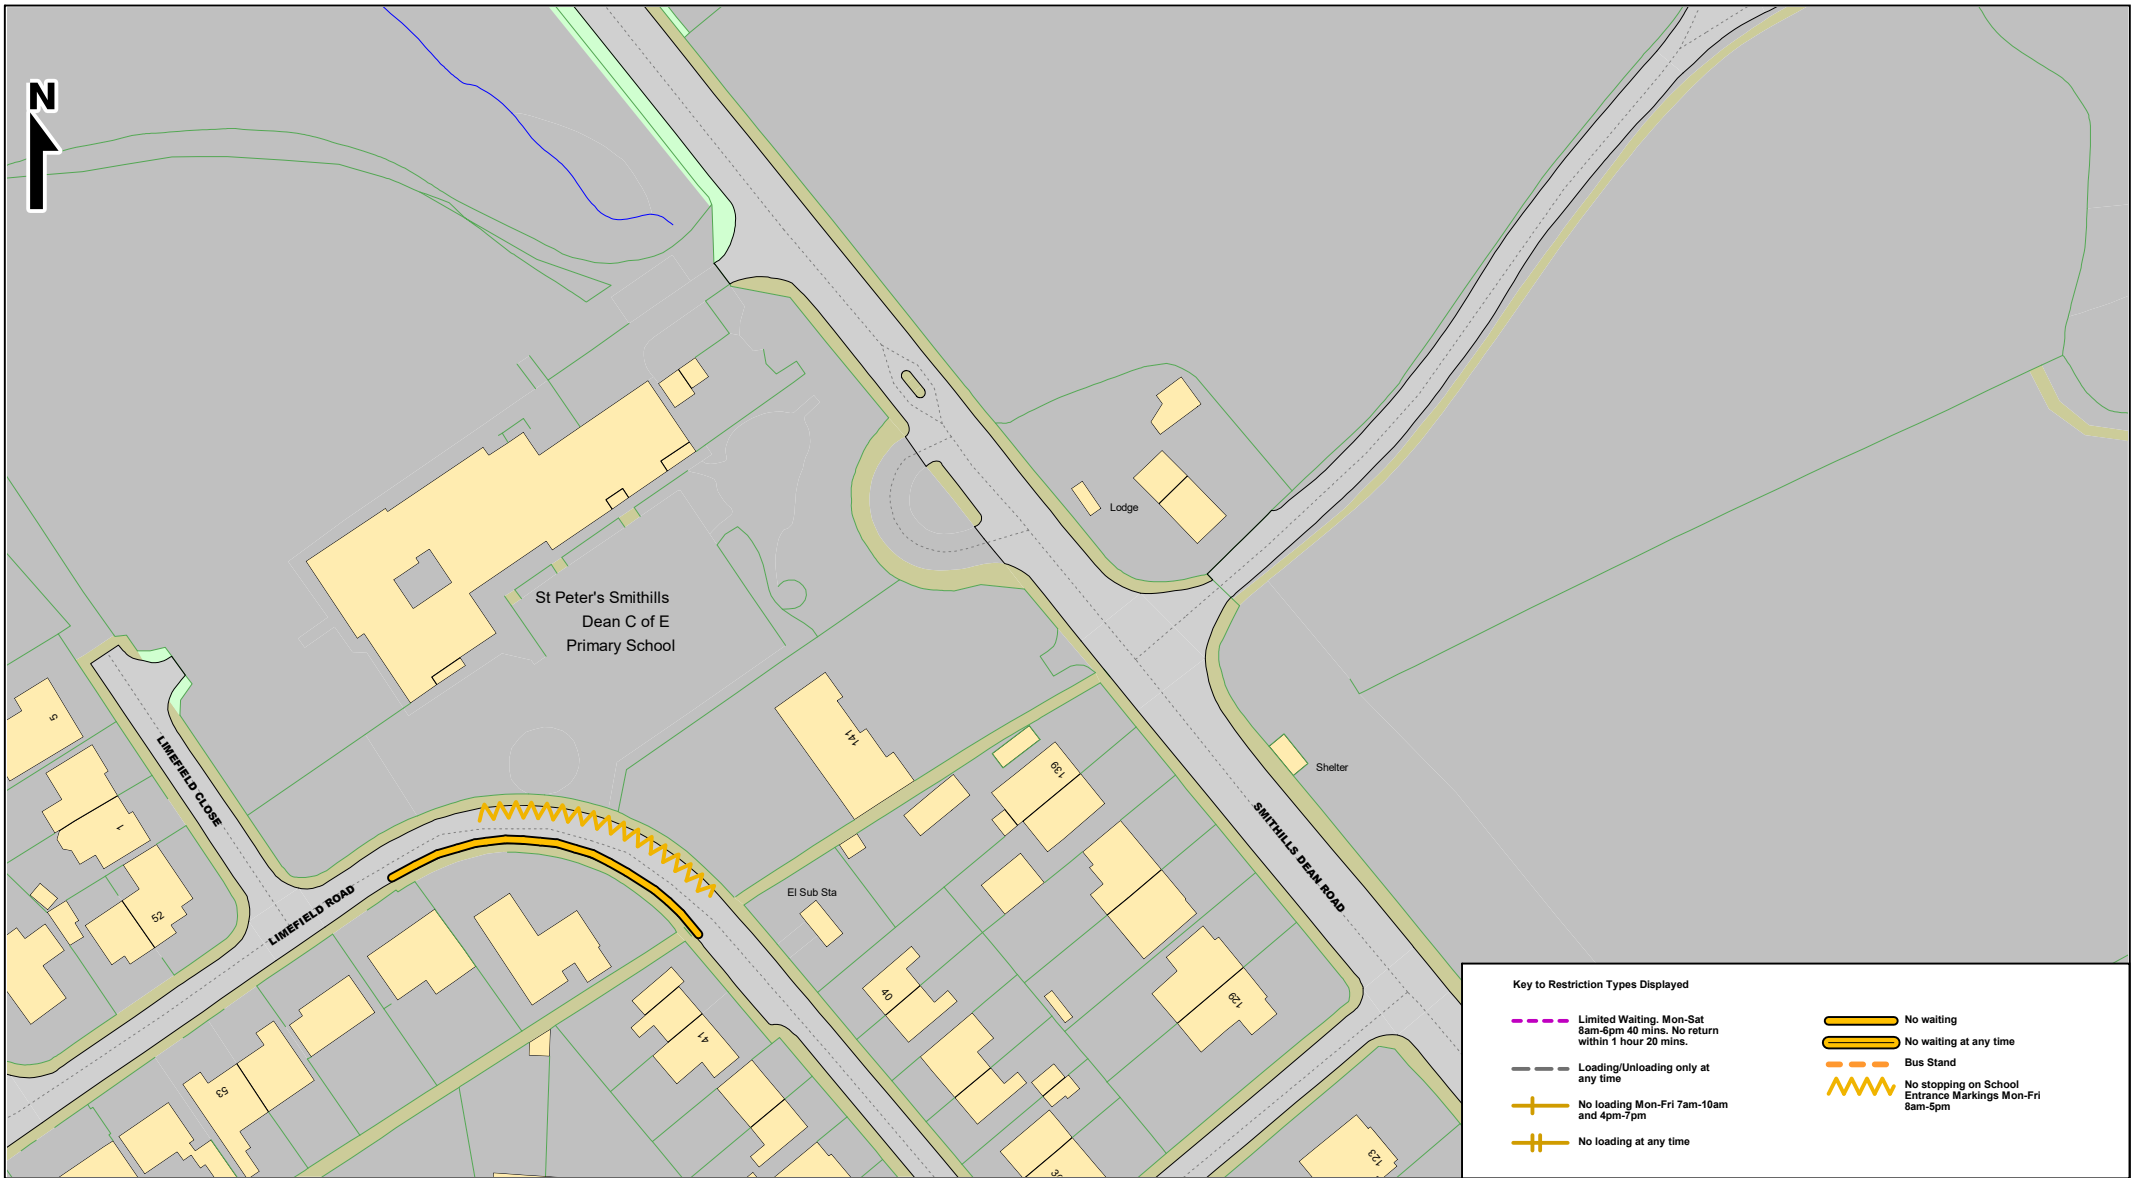 N
Lodge
St Peter's Smithills
Dean C of E
Primary School
5
LIMEFIELD CLOSE
1
141
139
Shelter
SMITHILLS DEAN ROAD
El Sub Sta
LIMEFIELD ROAD
52
40
129
41
53
123
Key to Restriction Types Displayed
Limited Waiting. Mon-Sat
8am-6pm 40 mins. No return
within 1 hour 20 mins.
Loading/Unloading only at
any time
No loading Mon-Fri 7am-10am
and 4pm-7pm
No loading at any time
No waiting
No waiting at any time
Bus Stand
No stopping on School
Entrance Markings Mon-Fri
8am-5pm